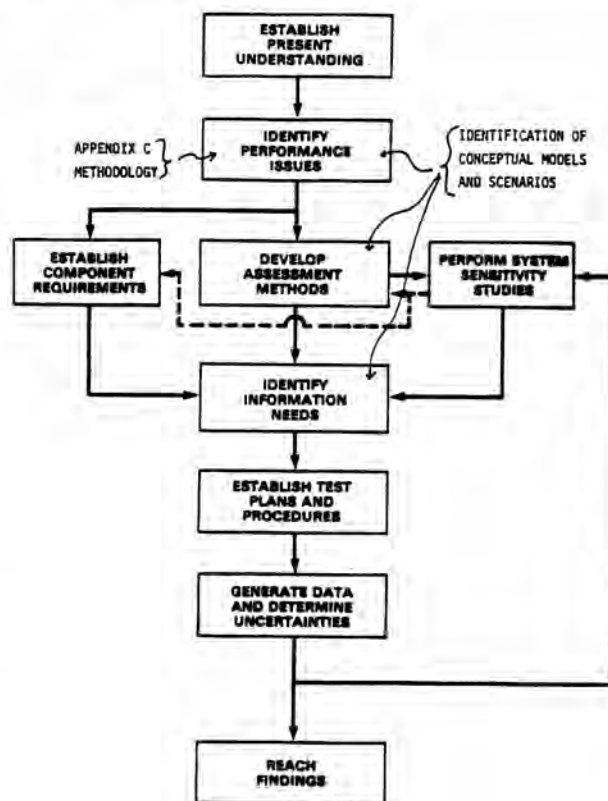 ESTABLISH
PRESENT
UNDERSTANDING
APPENDIX C
METHODOLOGY
IDENTIFY
PERFORMANCE
ISSUES
IDENTIFICATION OF
CONCEPTUAL MODELS
AND SCENARIOS
ESTABLISH
COMPONENT
REQUIREMENTS
DEVELOP
ASSESSMENT
METHODS
PERFORM SYSTEM
SENSITIVITY
STUDIES
IDENTIFY
INFORMATION
NEEDS
ESTABLISH TEST
PLANS AND
PROCEDURES
GENERATE DATA
AND DETERMINE
UNCERTAINTIES
REACH
FINDINGS